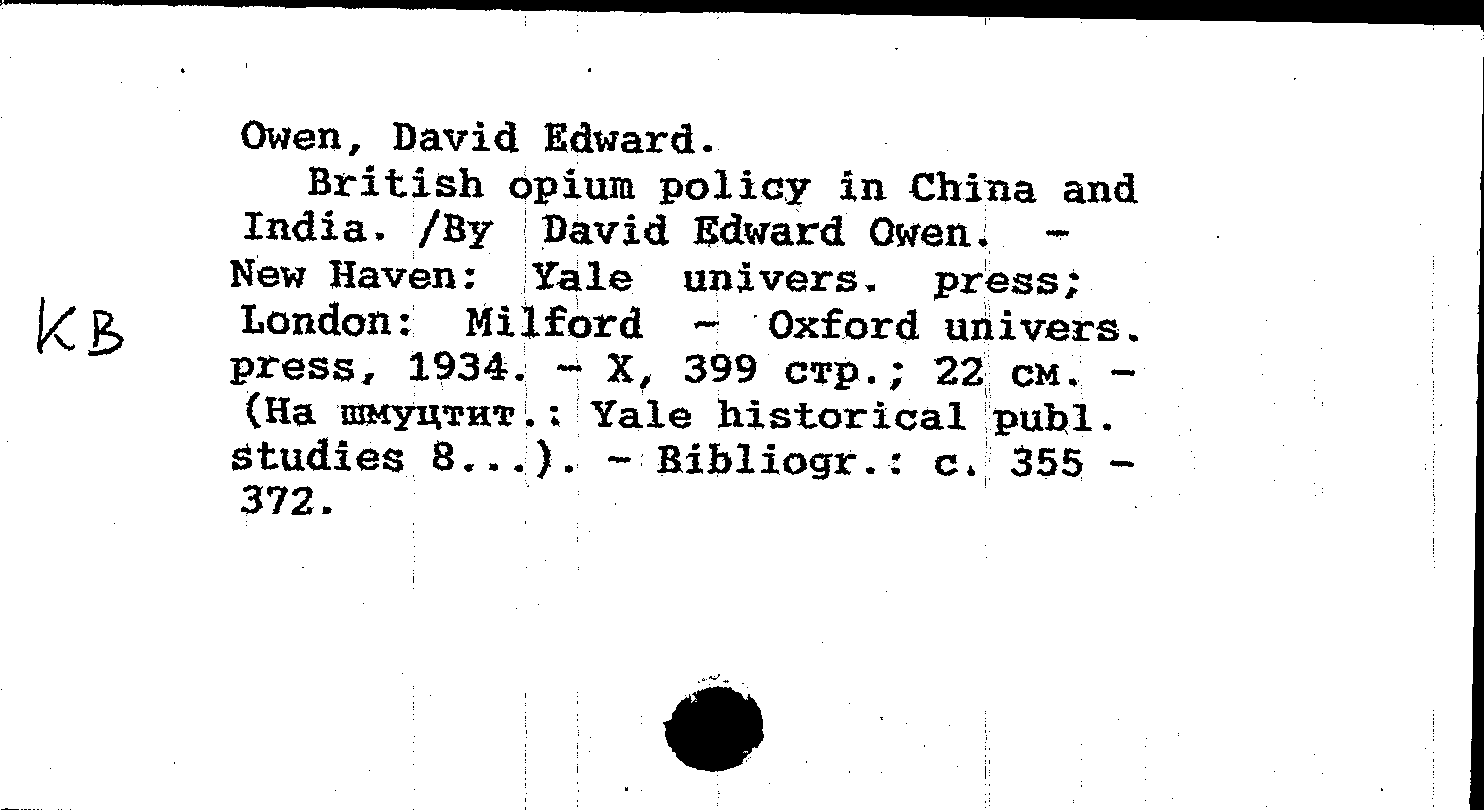 Owen, David Edward.
British opium policy in China and
India. /By David Edward Owen. -
New Haven: Yale univers. press;
KB
London: Milford - Oxford univers.
press, 1934. - X, 399 стр.; 22 см. -
(На шмуцтит.: Yale historical publ.
studies 8...). - Bibliogr.: с. 355 -
372.